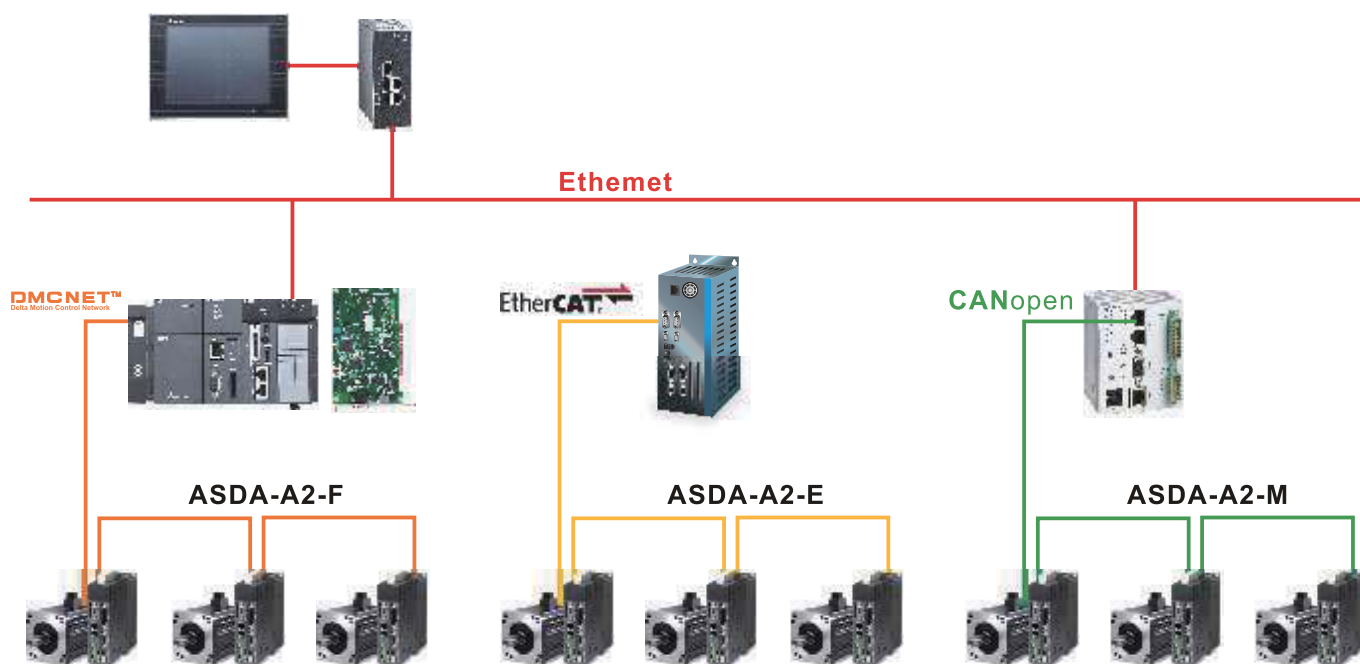 Ethemet
DMCNET™
Delta Motion Control Network
EtherCAT
CANopen
ASDA-A2-F
ASDA-A2-E
ASDA-A2-M